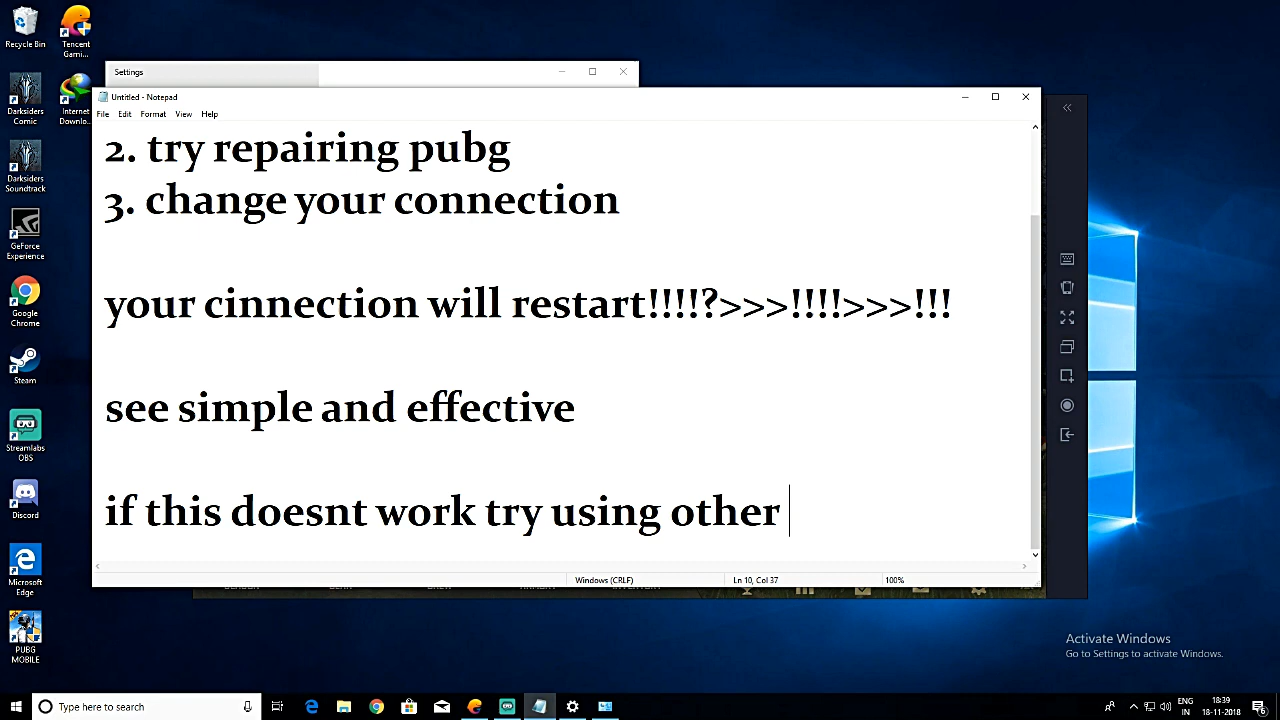 Recycle Bin
Tencent
Gami...
Darksiders
Comic
Internet
Downlo...
Darksiders
Soundtrack
GeForce
Experience
Google
Chrome
Steam
Streamlabs
OBS
Discord
Microsoft
Edge
PUBG
MOBILE
Settings
Untitled - Notepad
File Edit Format View Help
2. try repairing pubg
3. change your connection
your cinnection will restart!!!!?>>>!!!!>>>!!!
see simple and effective
if this doesnt work try using other
Windows (CRLF) Ln 10, Col 37 100%
Activate Windows
Go to Settings to activate Windows.
Type here to search
ENG
IN
18:39
18-11-2018